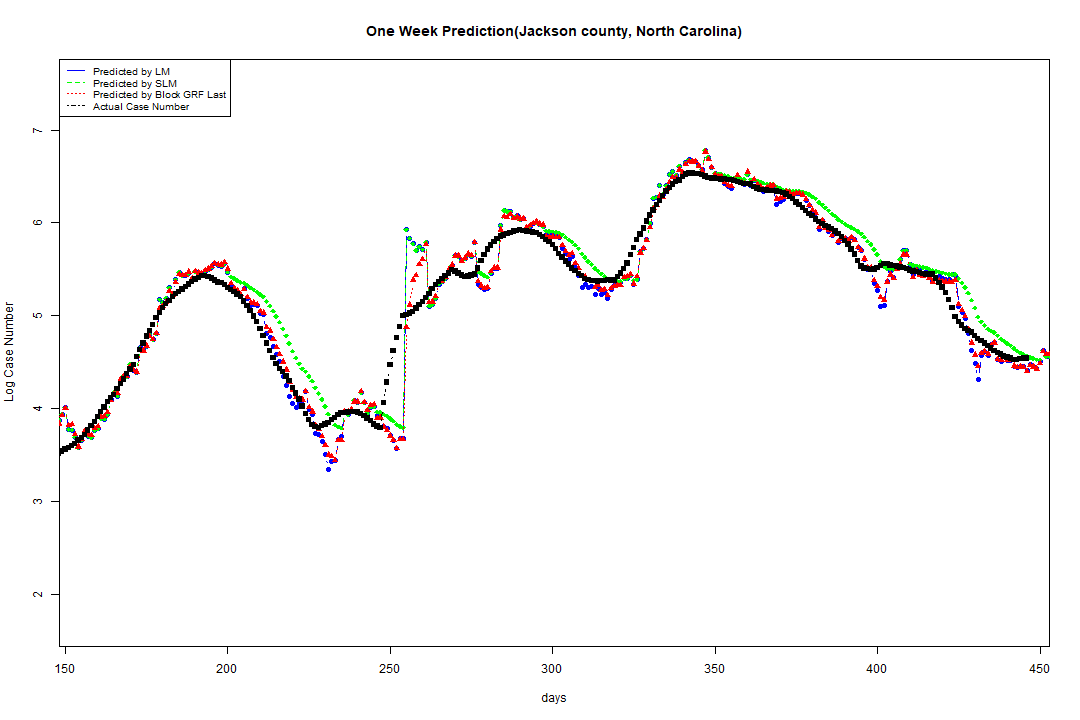 One Week Prediction(Jackson county, North Carolina)
Predicted by LM
Predicted by SLM
Predicted by Block GRF Last
Actual Case Number
Log Case Number
7
6
5
4
3
2
150 200 250 300 350 400 450
days